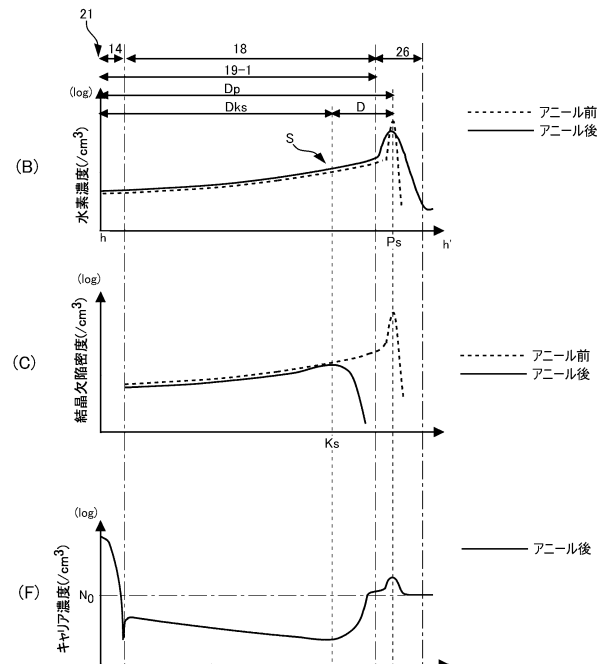 21
14 18 26
19-1
Dp
Dks D
(log)
S
(B)
水素濃度(/cm³)
アニール前
アニール後
h Ps h'
(log)
(C)
結晶欠陥密度(/cm³)
アニール前
アニール後
Ks
(log)
(F)
キャリア濃度(/cm³)
N₀
アニール後